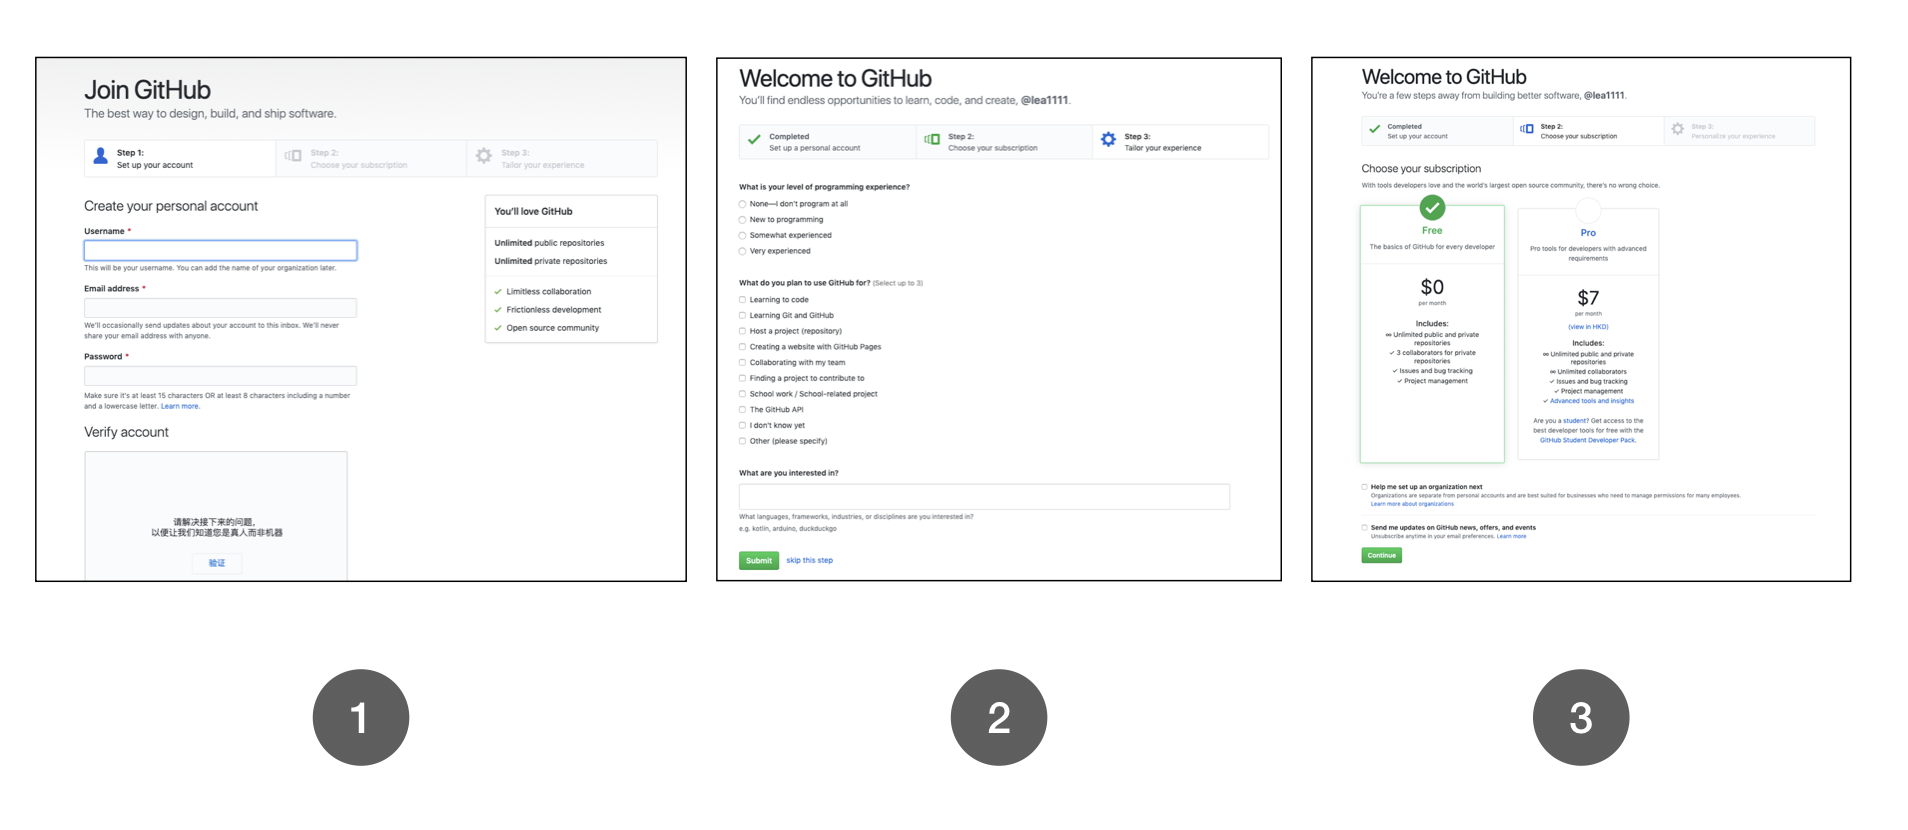 Join GitHub
The best way to design, build, and ship software.
Step 1:
Set up your account
Step 2:
Choose your subscription
Step 3:
Tailor your experience
Create your personal account
Username *
This will be your username. You can add the name of your organization later.
Email address *
We'll occasionally send updates about your account to this inbox. We'll never
share your email address with anyone.
Password *
Make sure it's at least 15 characters OR at least 8 characters including a number
and a lowercase letter. Learn more.
Verify account
请解决接下来的问题，
以便让我们知道您是真人而非机器
验证
You'll love GitHub
Unlimited public repositories
Unlimited private repositories
✓ Limitless collaboration
✓ Frictionless development
✓ Open source community
1
Welcome to GitHub
You'll find endless opportunities to learn, code, and create, @lea1111.
Completed
Set up a personal account
Step 2:
Choose your subscription
Step 3:
Tailor your experience
What is your level of programming experience?
None—I don't program at all
New to programming
Somewhat experienced
Very experienced
What do you plan to use GitHub for? (Select up to 3)
Learning to code
Learning Git and GitHub
Host a project (repository)
Creating a website with GitHub Pages
Collaborating with my team
Finding a project to contribute to
School work / School-related project
The GitHub API
I don't know yet
Other (please specify)
What are you interested in?
What languages, frameworks, industries, or disciplines are you interested in?
e.g. kotlin, arduino, duckduckgo
Submit skip this step
2
Welcome to GitHub
You're a few steps away from building better software, @lea1111.
Completed
Set up your account
Step 2:
Choose your subscription
Step 3:
Personalize your experience
Choose your subscription
With tools developers love and the world's largest open source community, there's no wrong choice.
Free
The basics of GitHub for every developer
$0
per month
Includes:
∞ Unlimited public and private
repositories
✓ 3 collaborators for private
repositories
✓ Issues and bug tracking
✓ Project management
Pro
Pro tools for developers with advanced
requirements
$7
per month
(view in HKD)
Includes:
∞ Unlimited public and private
repositories
∞ Unlimited collaborators
✓ Issues and bug tracking
✓ Project management
✓ Advanced tools and insights
Are you a student? Get access to the
best developer tools for free with the
GitHub Student Developer Pack.
Help me set up an organization next
Organizations are separate from personal accounts and are best suited for businesses who need to manage permissions for many employees.
Learn more about organizations
Send me updates on GitHub news, offers, and events
Unsubscribe anytime in your email preferences. Learn more
Continue
3